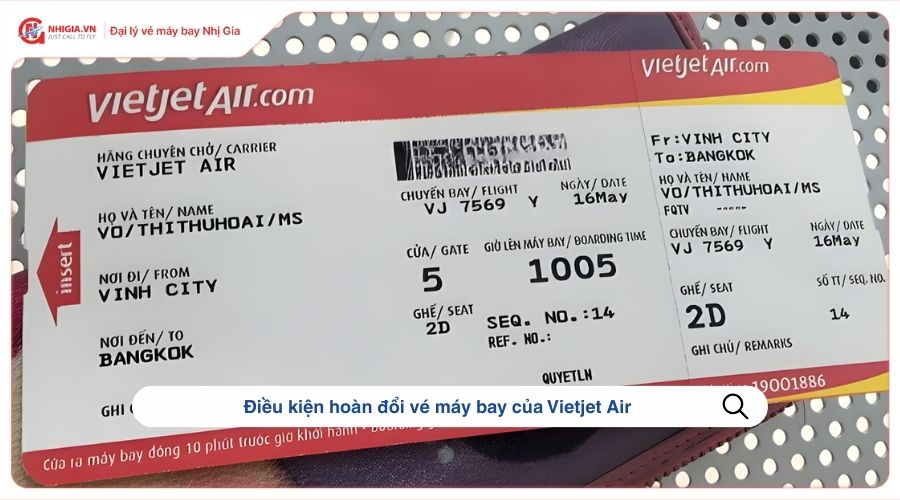 NHIGIA.VN
JUST CALL TO FLY
Đại lý vé máy bay Nhị Gia
vietjetAir.com
HÃNG CHUYÊN CHỞ/ CARRIER
VIETJET AIR
HỌ VÀ TÊN/ NAME
VO/THITHUHOAI/MS
insert
NƠI ĐI/ FROM
VINH CITY
NƠI ĐẾN/ TO
BANGKOK
GHI
CHUYẾN BAY/ FLIGHT NGÀY/ DATE
VJ 7569 Y 16May
CỬA/ GATE GIỜ LÊN MÁY BAY/ BOARDING TIME
5 1005
GHẾ/ SEAT
2D
SEQ. NO.:14
REF. NO.:
QUYETLN
Cửa ra máy bay đóng 10 phút trước giờ khởi hành
vietjetAir.com
Fr:VINH CITY
To:BANGKOK
HỌ VÀ TÊN/ NAME
VO/THITHUHOAI/MS
FQTV -----
CHUYẾN BAY/ FLIGHT NGÀY/ DATE
VJ 7569 Y 16May
GHẾ/ SEAT SỐ TT/ SEQ. NO.
2D 14
GHI CHÚ/ REMARKS
19001886
Điều kiện hoàn đổi vé máy bay của Vietjet Air